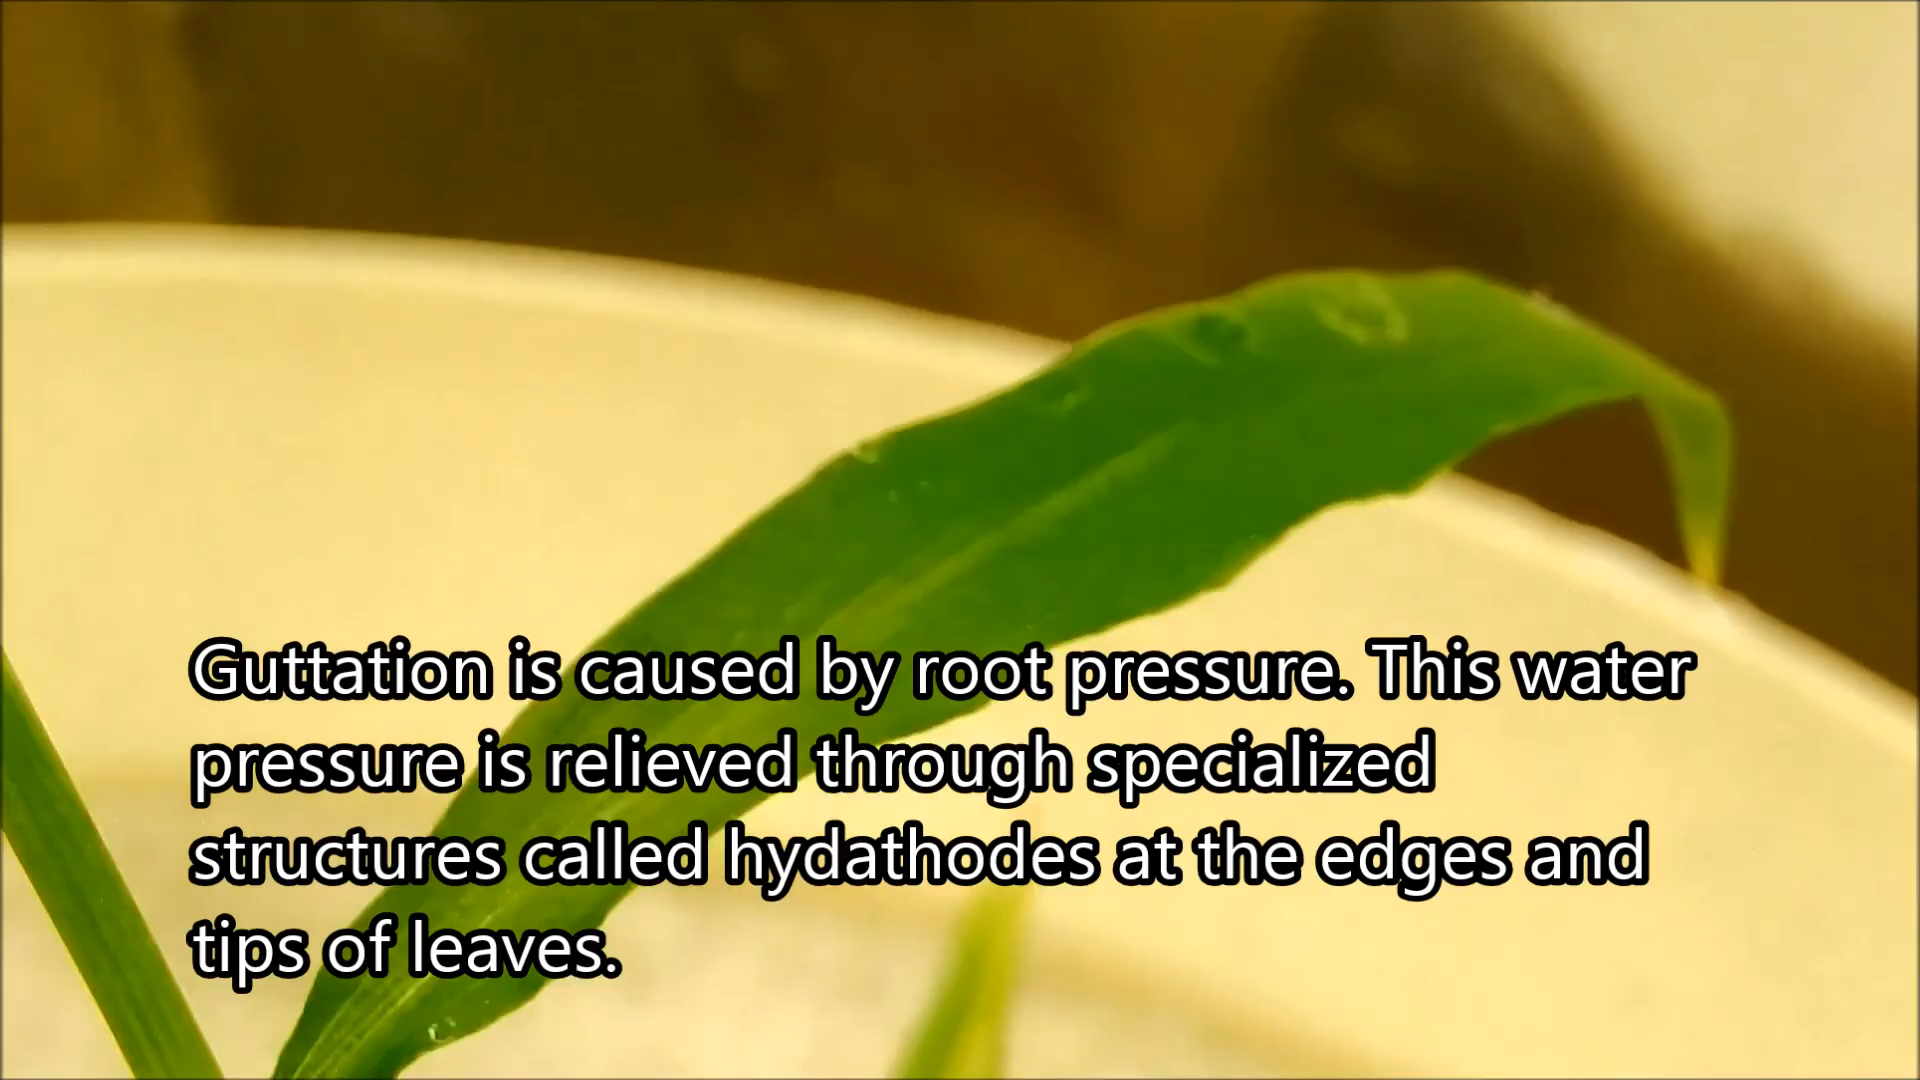 Guttation is caused by root pressure. This water
pressure is relieved through specialized
structures called hydathodes at the edges and
tips of leaves.